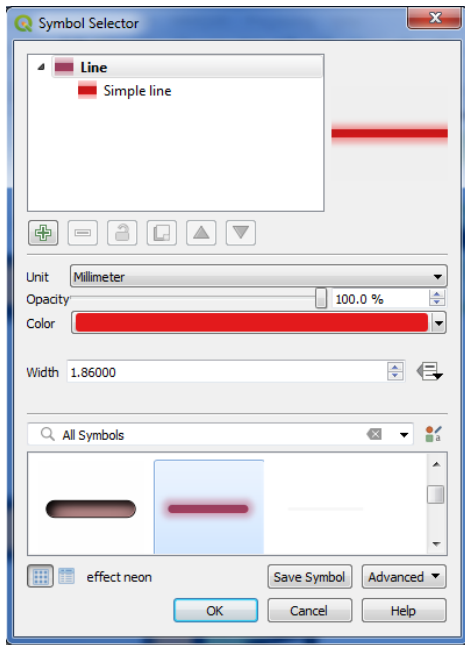 Symbol Selector
Line
Simple line
Unit Millimeter
Opacity 100.0 %
Color
Width 1.86000
All Symbols
effect neon Save Symbol Advanced
OK Cancel Help